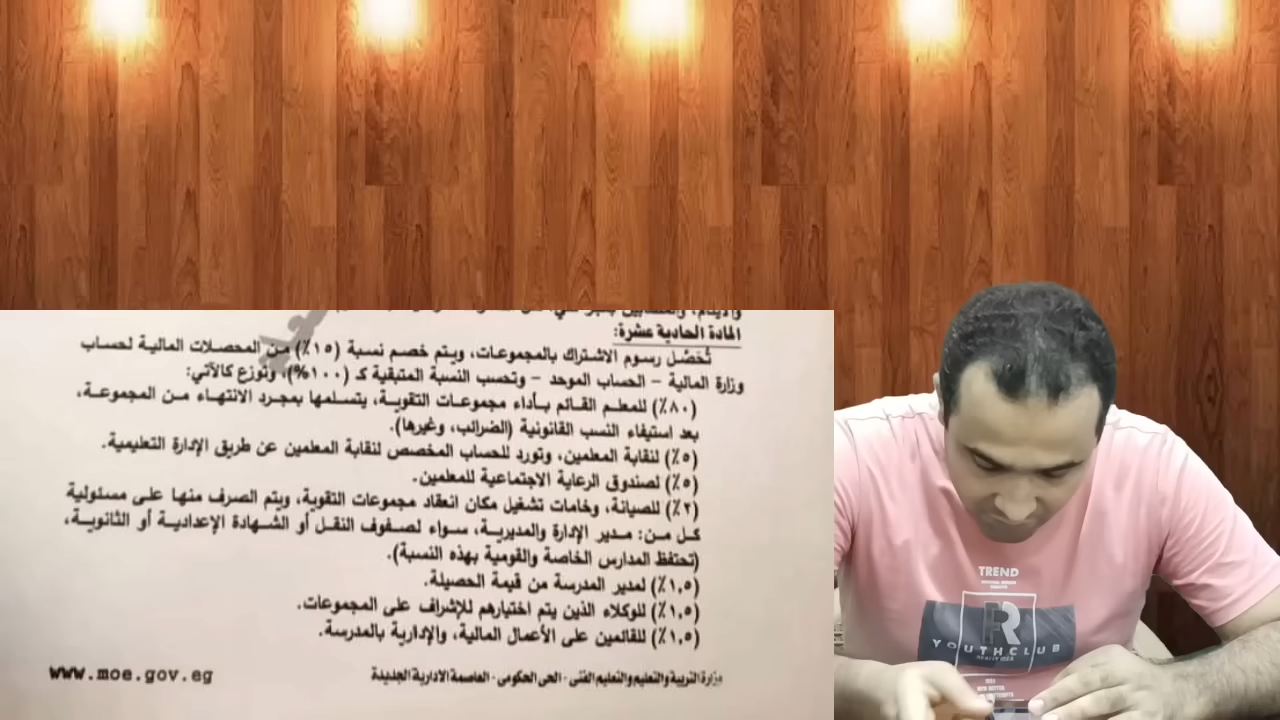 المادة الحادية عشرة:
تُحَصَّل رسوم الاشتراك بالمجموعات، ويتم خصم نسبة (١٥٪) من المحصلات المالية لحساب
وزارة المالية – الحساب الموحد – وتحسب النسبة المتبقية كـ (١٠٠%)، وتوزع كالآتي:
(٨٠٪) للمعلم القائم بأداء مجموعات التقوية، يتسلمها بمجرد الانتهاء من المجموعة،
بعد استيفاء النسب القانونية (الضرائب، وغيرها).
(٥٪) لنقابة المعلمين، وتورد للحساب المخصص لنقابة المعلمين عن طريق الإدارة التعليمية.
(٥٪) لصندوق الرعاية الاجتماعية للمعلمين.
(٢٪) للصيانة، وخامات تشغيل مكان انعقاد مجموعات التقوية، ويتم الصرف منها على مسئولية
كل من: مدير الإدارة والمديرية، سواء لصفوف النقل أو الشهادة الإعدادية أو الثانوية،
(تحتفظ المدارس الخاصة والقومية بهذه النسبة).
(١,٥٪) لمدير المدرسة من قيمة الحصيلة.
(١,٥٪) للوكلاء الذين يتم اختيارهم للإشراف على المجموعات.
(١,٥٪) للقائمين على الأعمال المالية، والإدارية بالمدرسة.
وزارة التربية والتعليم والتعليم الفنى - الحى الحكومى - العاصمة الادارية الجديدة
www.moe.gov.eg
TREND
R
YOUTHCLUB